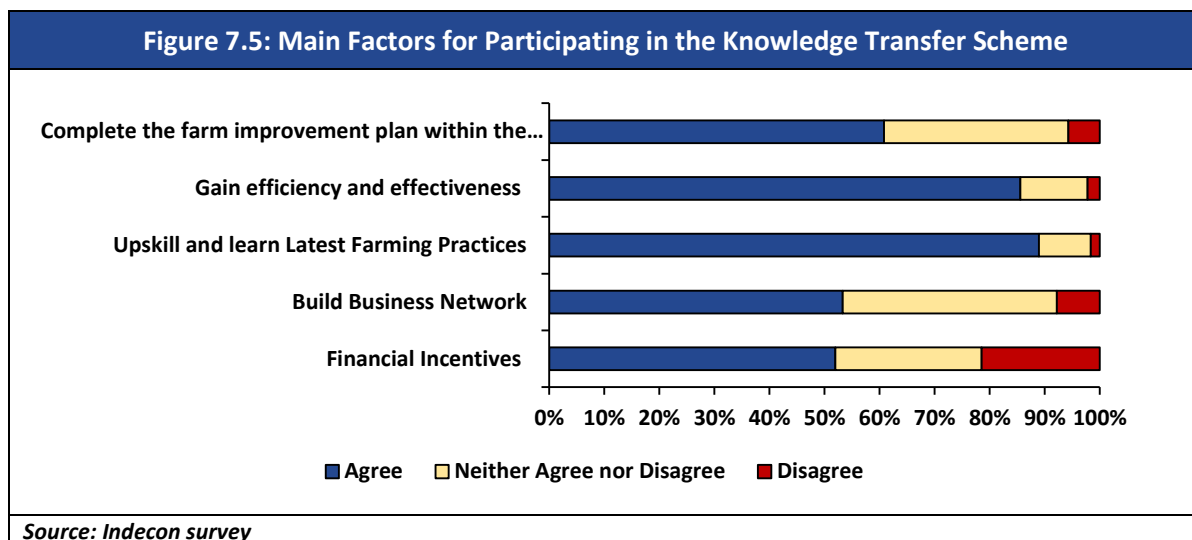 Figure 7.5: Main Factors for Participating in the Knowledge Transfer Scheme
Complete the farm improvement plan within the…
Gain efficiency and effectiveness
Upskill and learn Latest Farming Practices
Build Business Network
Financial Incentives
0% 10% 20% 30% 40% 50% 60% 70% 80% 90% 100%
Agree Neither Agree nor Disagree Disagree
Source: Indecon survey